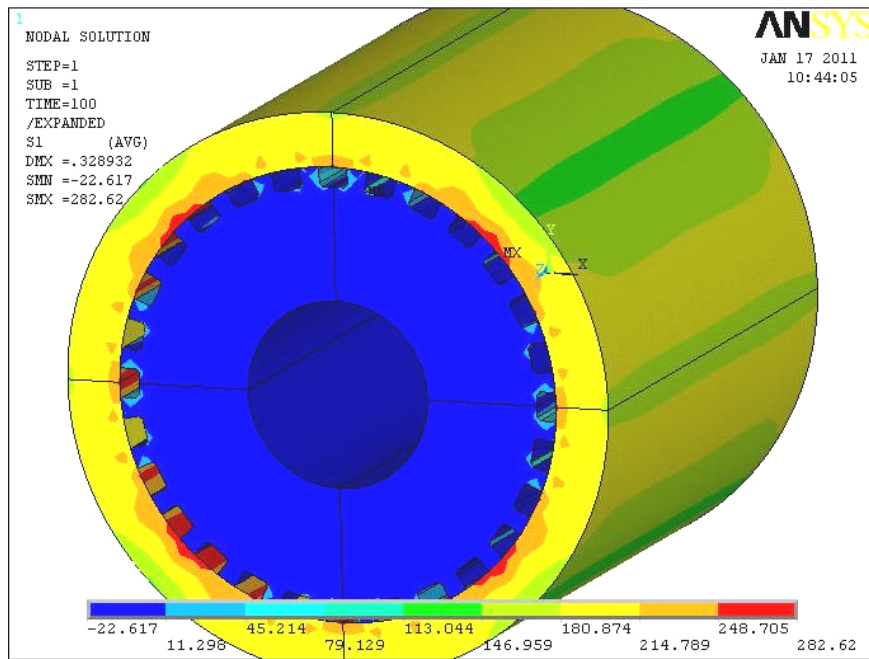 1
NODAL SOLUTION
ANSYS
JAN 17 2011
10:44:05
STEP=1
SUB =1
TIME=100
/EXPANDED
S1 (AVG)
DMX =.328932
SMN =-22.617
SMX =282.62
Y
MX
Z
X
-22.617 45.214 113.044 180.874 248.705
11.298 79.129 146.959 214.789 282.62